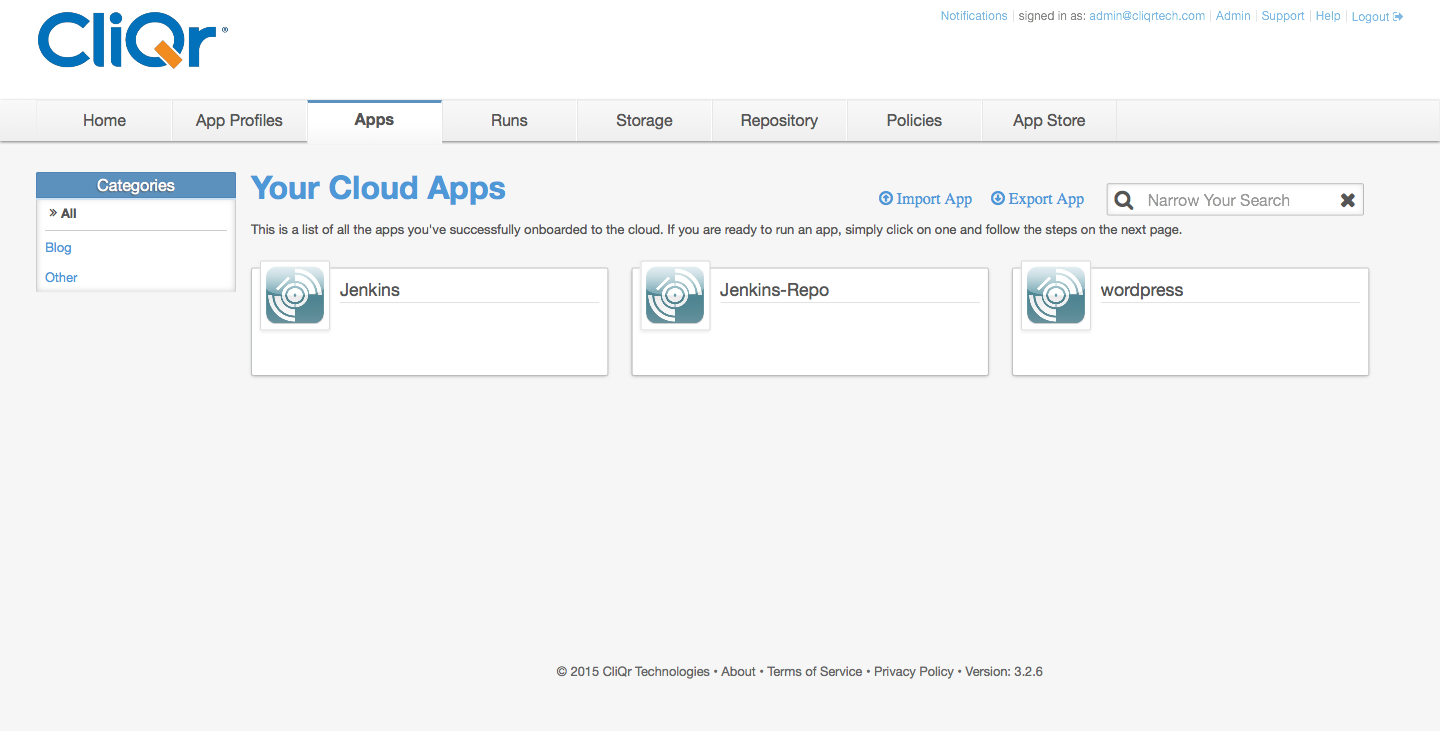 CliQr®
Notifications signed in as: admin@cliqrtech.com Admin Support Help Logout
Home App Profiles Apps Runs Storage Repository Policies App Store
Categories
» All
Blog
Other
Your Cloud Apps
Import App Export App Narrow Your Search
This is a list of all the apps you've successfully onboarded to the cloud. If you are ready to run an app, simply click on one and follow the steps on the next page.
Jenkins
Jenkins-Repo
wordpress
© 2015 CliQr Technologies • About • Terms of Service • Privacy Policy • Version: 3.2.6